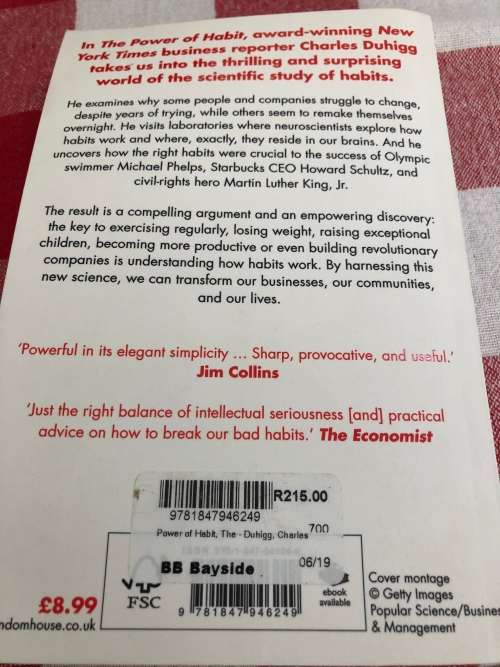 In The Power of Habit, award-winning New
York Times business reporter Charles Duhigg
takes us into the thrilling and surprising
world of the scientific study of habits.
He examines why some people and companies struggle to change,
despite years of trying, while others seem to remake themselves
overnight. He visits laboratories where neuroscientists explore how
habits work and where, exactly, they reside in our brains. And he
uncovers how the right habits were crucial to the success of Olympic
swimmer Michael Phelps, Starbucks CEO Howard Schultz, and
civil-rights hero Martin Luther King, Jr.
The result is a compelling argument and an empowering discovery:
the key to exercising regularly, losing weight, raising exceptional
children, becoming more productive or even building revolutionary
companies is understanding how habits work. By harnessing this
new science, we can transform our businesses, our communities,
and our lives.
‘Powerful in its elegant simplicity ... Sharp, provocative, and useful.’
Jim Collins
‘Just the right balance of intellectual seriousness [and] practical
advice on how to break our bad habits.’ The Economist
R215.00
9781847946249
Power of Habit, The - Duhigg, Charles 700
BB Bayside 06/19
£8.99
FSC
9 781847 946249
ebook
available
ndomhouse.co.uk
Cover montage
© Getty Images
Popular Science/Busines
& Management